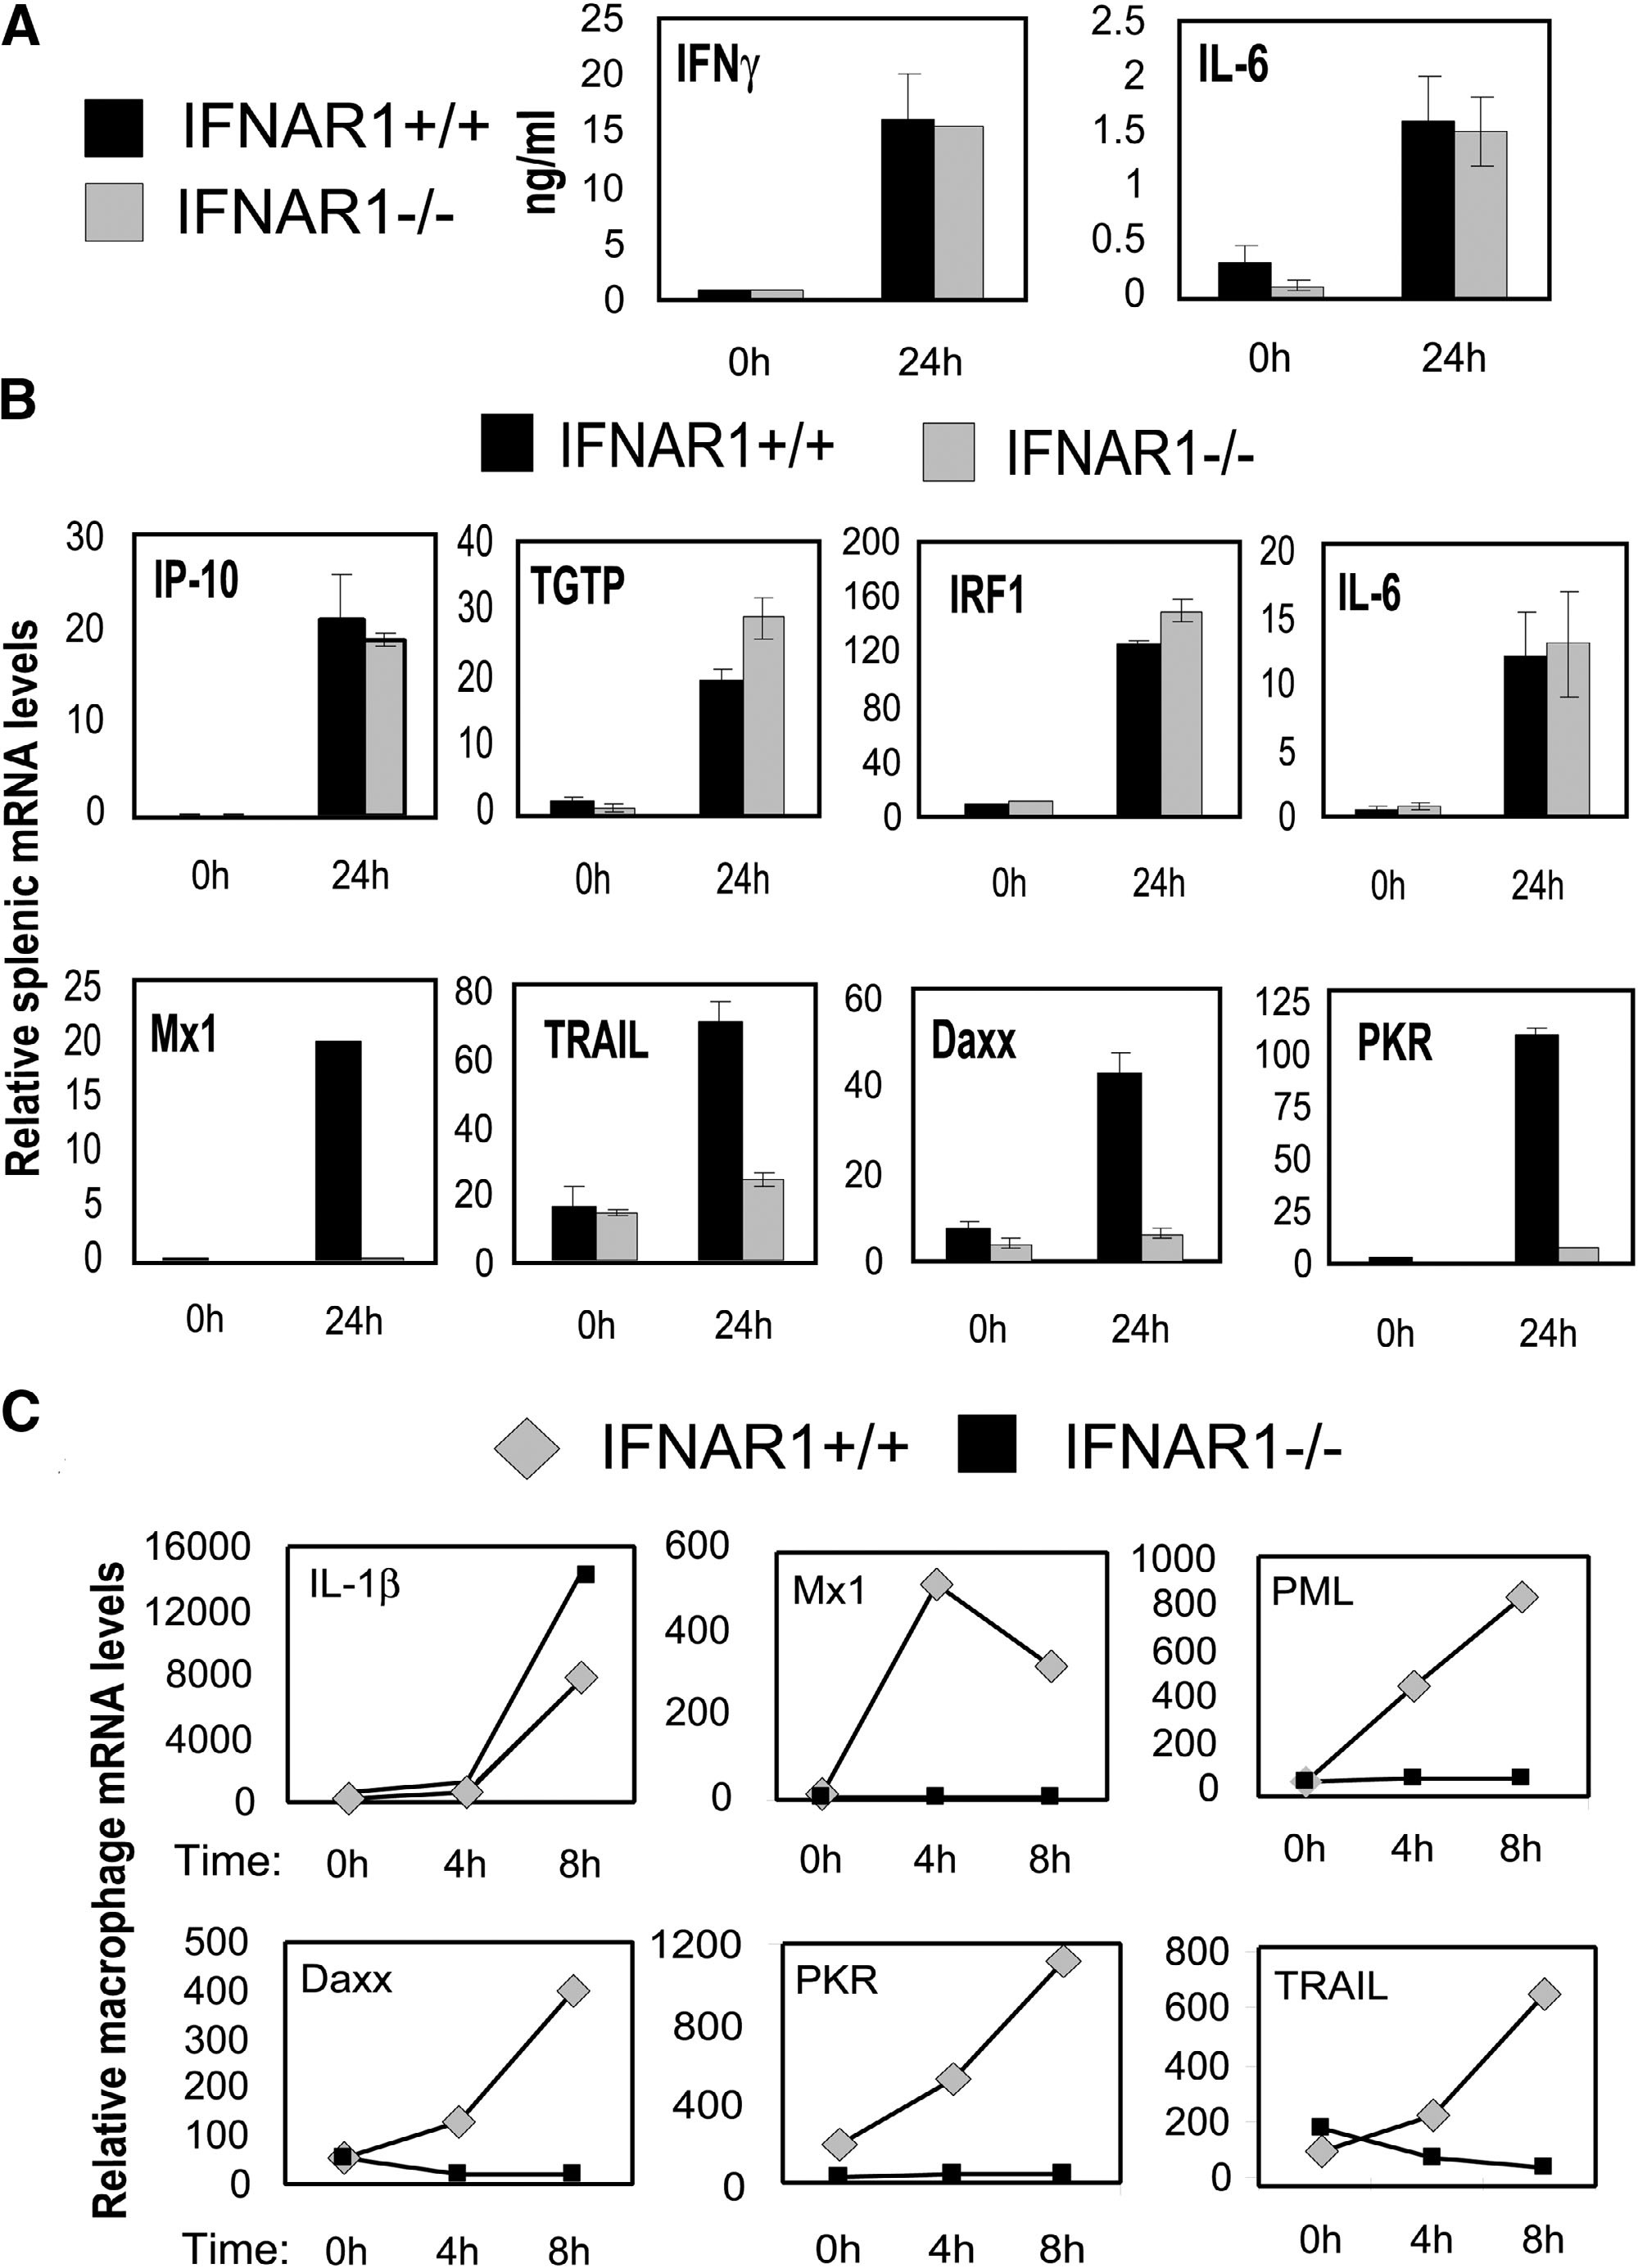 A
IFNAR1+/+
IFNAR1-/-
ng/ml
25
20
15
10
5
0
IFNγ
0h
24h
2.5
2
1.5
1
0.5
0
IL-6
0h
24h
B
IFNAR1+/+
IFNAR1-/-
Relative splenic mRNA levels
30
20
10
0
IP-10
0h
24h
40
30
20
10
0
TGTP
0h
24h
200
160
120
80
40
0
IRF1
0h
24h
20
15
10
5
0
IL-6
0h
24h
25
20
15
10
5
0
Mx1
0h
24h
80
60
40
20
0
TRAIL
0h
24h
60
40
20
0
Daxx
0h
24h
125
100
75
50
25
0
PKR
0h
24h
C
IFNAR1+/+
IFNAR1-/-
Relative macrophage mRNA levels
16000
12000
8000
4000
0
IL-1β
Time: 0h 4h 8h
600
400
200
0
Mx1
0h 4h 8h
1000
800
600
400
200
0
PML
0h 4h 8h
500
400
300
200
100
0
Daxx
Time: 0h 4h 8h
1200
800
400
0
PKR
0h 4h 8h
800
600
400
200
0
TRAIL
0h 4h 8h